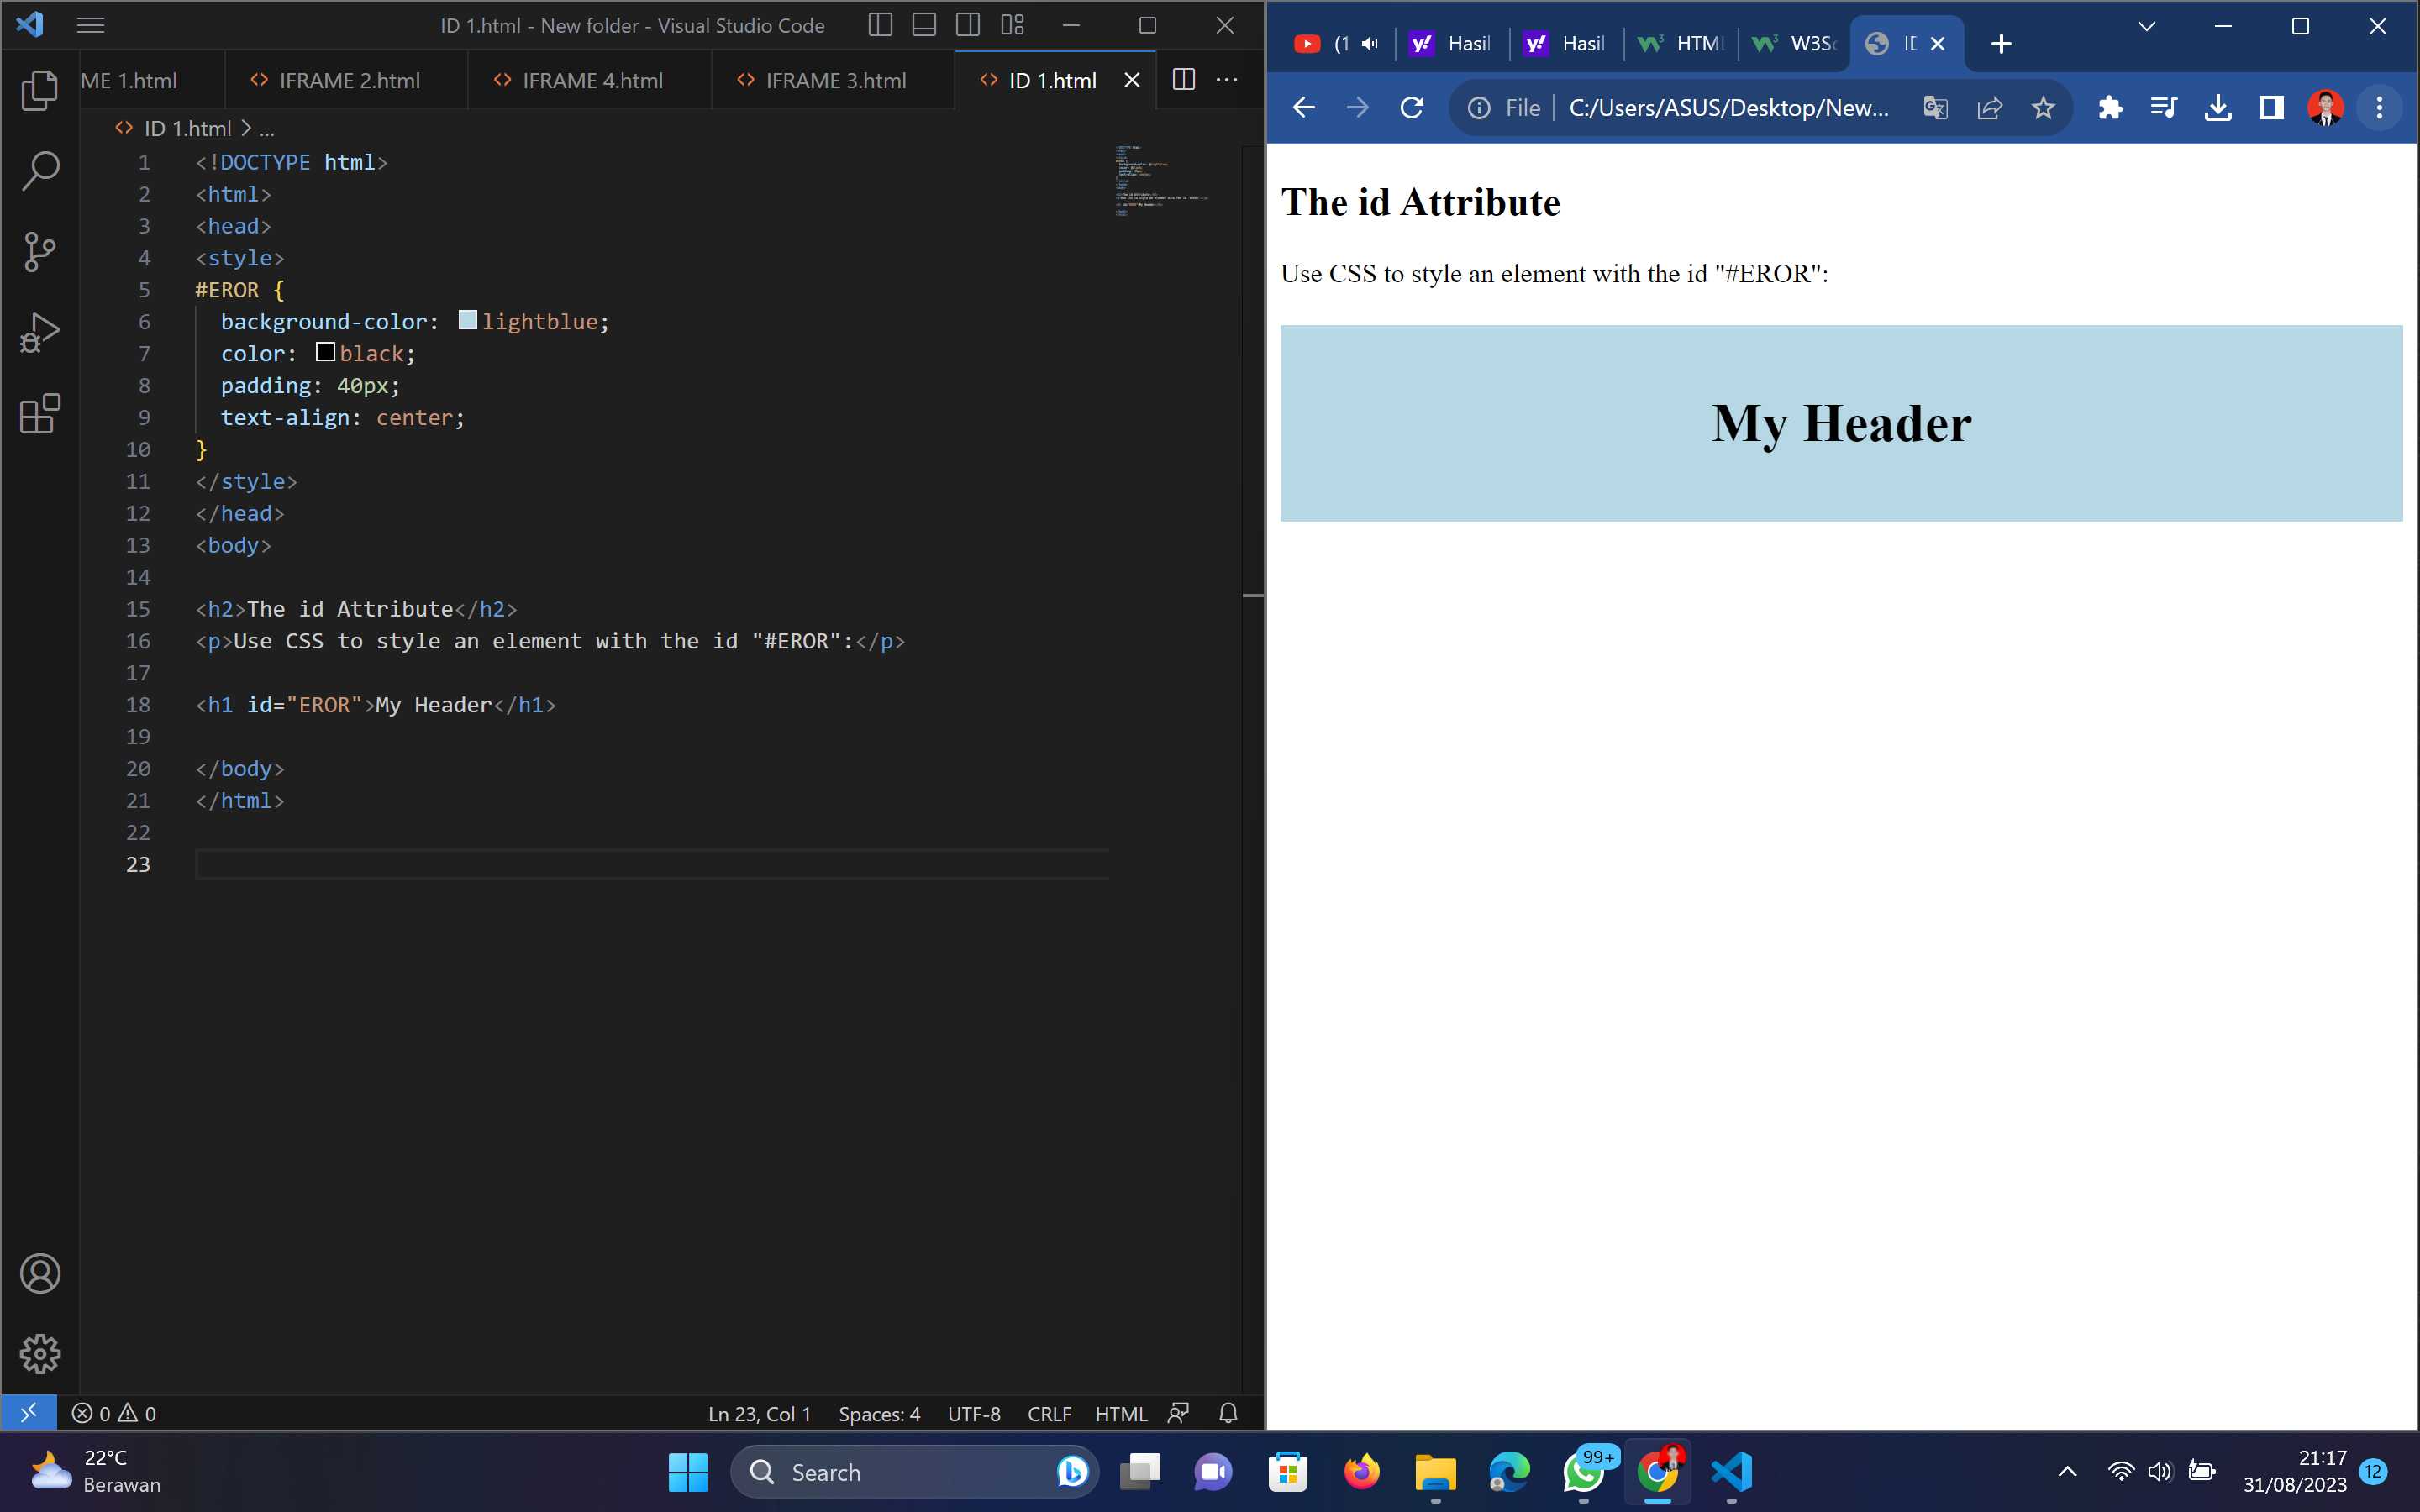 ID 1.html - New folder - Visual Studio Code
ME 1.html
IFRAME 2.html
IFRAME 4.html
IFRAME 3.html
ID 1.html
ID 1.html > ...
1 <!DOCTYPE html>
2 <html>
3 <head>
4 <style>
5 #EROR {
6 background-color: lightblue;
7 color: black;
8 padding: 40px;
9 text-align: center;
10 }
11 </style>
12 </head>
13 <body>
14
15 <h2>The id Attribute</h2>
16 <p>Use CSS to style an element with the id "#EROR":</p>
17
18 <h1 id="EROR">My Header</h1>
19
20 </body>
21 </html>
22
23
0 0
Ln 23, Col 1
Spaces: 4
UTF-8
CRLF
HTML
(1
Hasil
Hasil
HTML
W3Sc
ID
File
C:/Users/ASUS/Desktop/New...
The id Attribute
Use CSS to style an element with the id "#EROR":
My Header
22°C
Berawan
Search
99+
21:17
31/08/2023
12